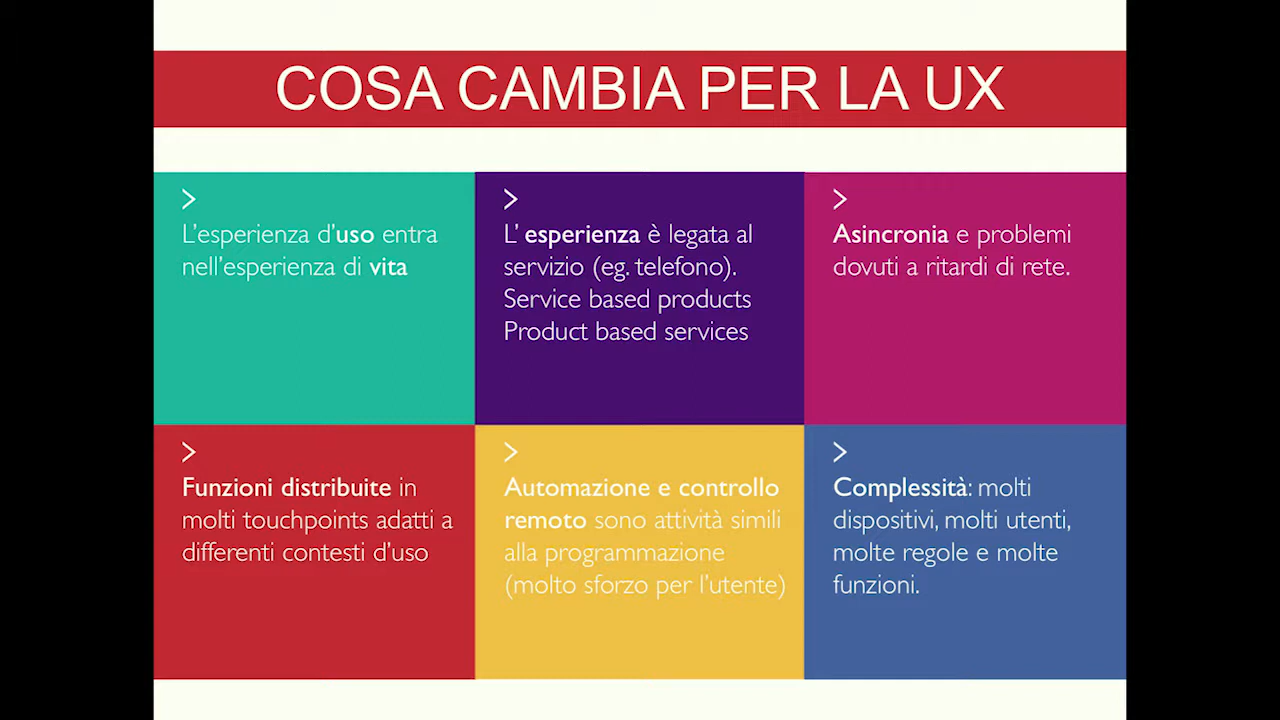 COSA CAMBIA PER LA UX
>
L'esperienza d'uso entra
nell'esperienza di vita
>
L' esperienza è legata al
servizio (eg. telefono).
Service based products
Product based services
>
Asincronia e problemi
dovuti a ritardi di rete.
>
Funzioni distribuite in
molti touchpoints adatti a
differenti contesti d'uso
>
Automazione e controllo
remoto sono attività simili
alla programmazione
(molto sforzo per l'utente)
>
Complessità: molti
dispositivi, molti utenti,
molte regole e molte
funzioni.